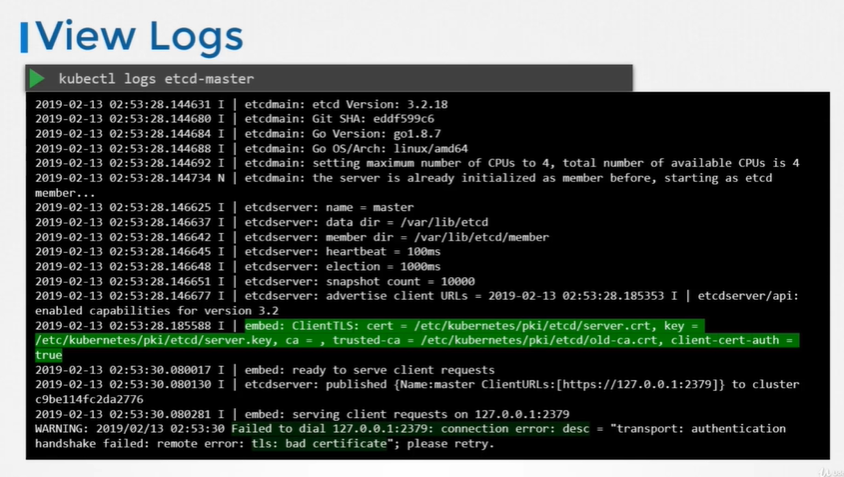 View Logs
kubectl logs etcd-master
2019-02-13 02:53:28.144631 I | etcdmain: etcd Version: 3.2.18
2019-02-13 02:53:28.144680 I | etcdmain: Git SHA: eddf599c6
2019-02-13 02:53:28.144684 I | etcdmain: Go Version: go1.8.7
2019-02-13 02:53:28.144688 I | etcdmain: Go OS/Arch: linux/amd64
2019-02-13 02:53:28.144692 I | etcdmain: setting maximum number of CPUs to 4, total number of available CPUs is 4
2019-02-13 02:53:28.144734 N | etcdmain: the server is already initialized as member before, starting as etcd
member...
2019-02-13 02:53:28.146625 I | etcdserver: name = master
2019-02-13 02:53:28.146637 I | etcdserver: data dir = /var/lib/etcd
2019-02-13 02:53:28.146642 I | etcdserver: member dir = /var/lib/etcd/member
2019-02-13 02:53:28.146645 I | etcdserver: heartbeat = 100ms
2019-02-13 02:53:28.146648 I | etcdserver: election = 1000ms
2019-02-13 02:53:28.146651 I | etcdserver: snapshot count = 10000
2019-02-13 02:53:28.146677 I | etcdserver: advertise client URLs = 2019-02-13 02:53:28.185353 I | etcdserver/api:
enabled capabilities for version 3.2
2019-02-13 02:53:28.185588 I | embed: ClientTLS: cert = /etc/kubernetes/pki/etcd/server.crt, key =
/etc/kubernetes/pki/etcd/server.key, ca = , trusted-ca = /etc/kubernetes/pki/etcd/old-ca.crt, client-cert-auth =
true
2019-02-13 02:53:30.080017 I | embed: ready to serve client requests
2019-02-13 02:53:30.080130 I | etcdserver: published {Name:master ClientURLs:[https://127.0.0.1:2379]} to cluster
c9be114fc2da2776
2019-02-13 02:53:30.080281 I | embed: serving client requests on 127.0.0.1:2379
WARNING: 2019/02/13 02:53:30 Failed to dial 127.0.0.1:2379: connection error: desc = "transport: authentication
handshake failed: remote error: tls: bad certificate"; please retry.